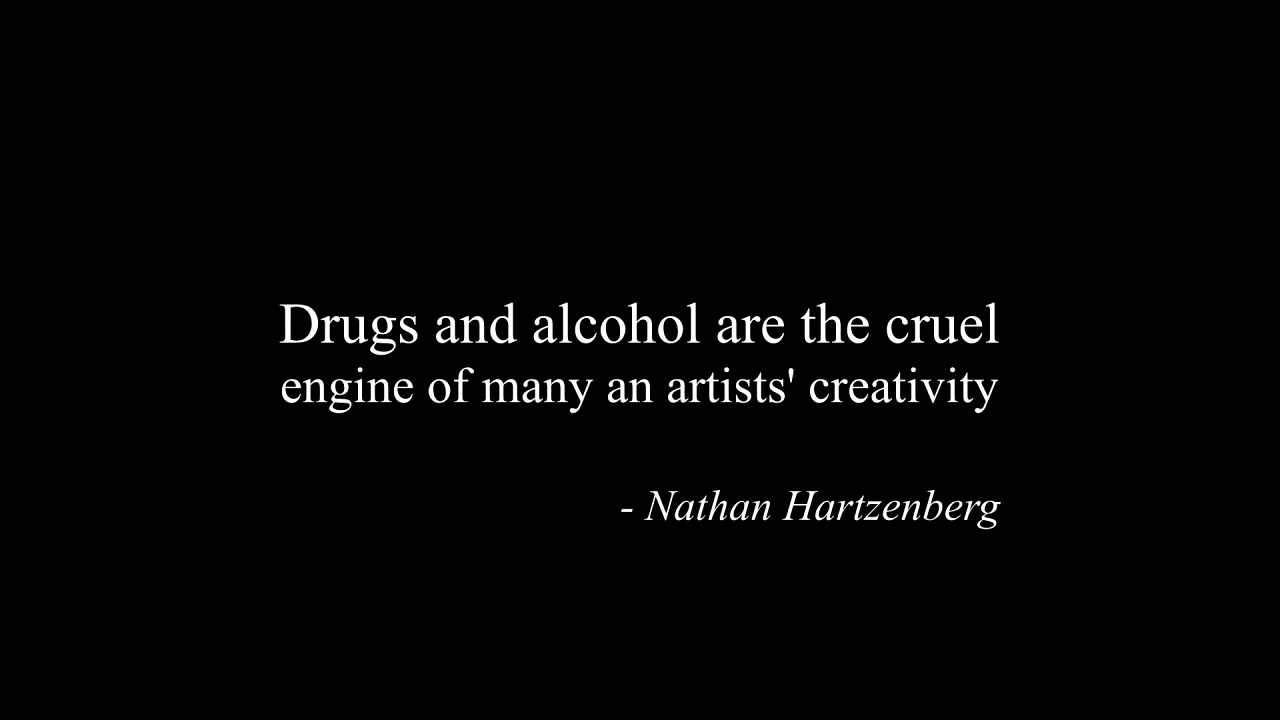 Drugs and alcohol are the cruel
engine of many an artists' creativity
- Nathan Hartzenberg